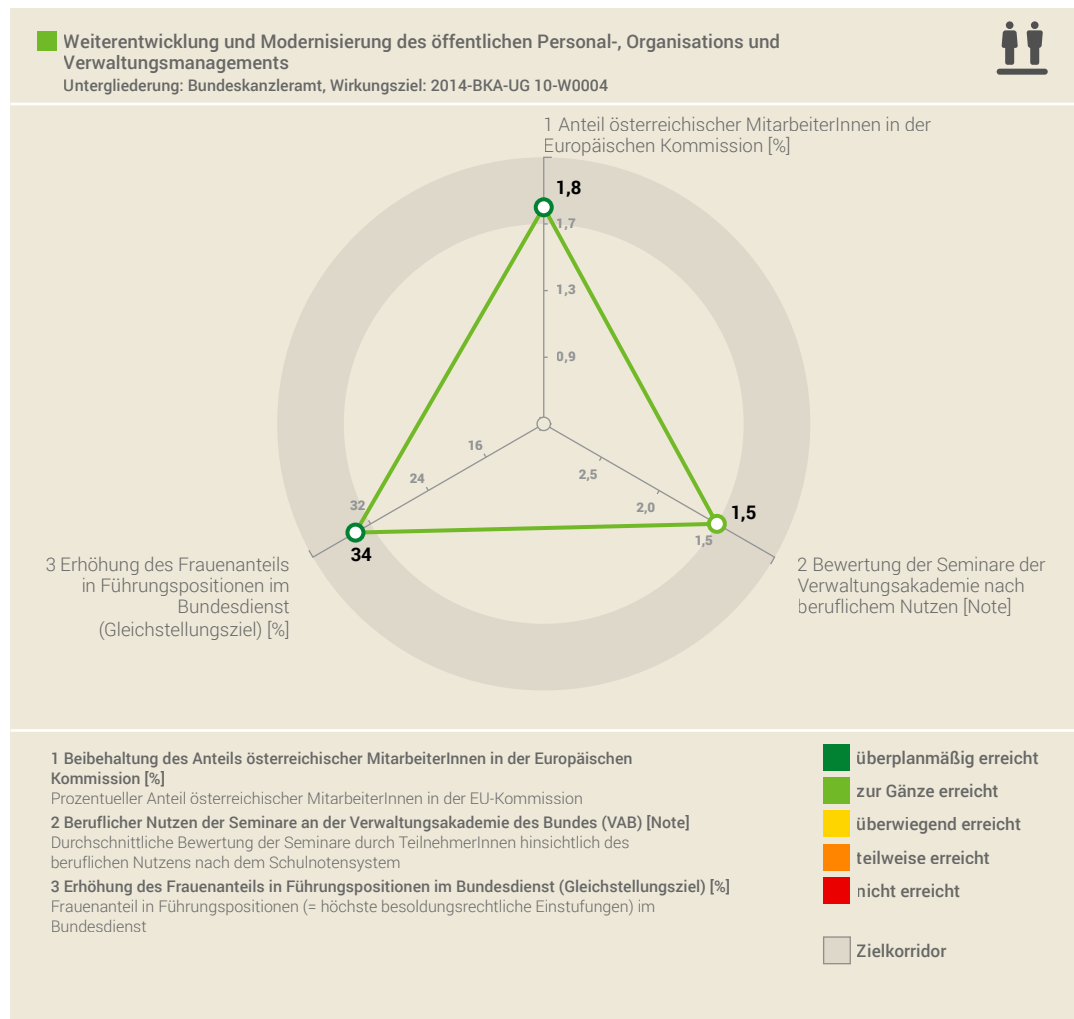 Weiterentwicklung und Modernisierung des öffentlichen Personal-, Organisations und
Verwaltungsmanagements
Untergliederung: Bundeskanzleramt, Wirkungsziel: 2014-BKA-UG 10-W0004
1 Anteil österreichischer MitarbeiterInnen in der
Europäischen Kommission [%]
1,8
1,7
1,3
0,9
16
24
32
34
2,5
2,0
1,5
1,5
3 Erhöhung des Frauenanteils
in Führungspositionen im
Bundesdienst
(Gleichstellungsziel) [%]
2 Bewertung der Seminare der
Verwaltungsakademie nach
beruflichem Nutzen [Note]
1 Beibehaltung des Anteils österreichischer MitarbeiterInnen in der Europäischen
Kommission [%]
Prozentueller Anteil österreichischer MitarbeiterInnen in der EU-Kommission
2 Beruflicher Nutzen der Seminare an der Verwaltungsakademie des Bundes (VAB) [Note]
Durchschnittliche Bewertung der Seminare durch TeilnehmerInnen hinsichtlich des
beruflichen Nutzens nach dem Schulnotensystem
3 Erhöhung des Frauenanteils in Führungspositionen im Bundesdienst (Gleichstellungsziel) [%]
Frauenanteil in Führungspositionen (= höchste besoldungsrechtliche Einstufungen) im
Bundesdienst
überplanmäßig erreicht
zur Gänze erreicht
überwiegend erreicht
teilweise erreicht
nicht erreicht
Zielkorridor